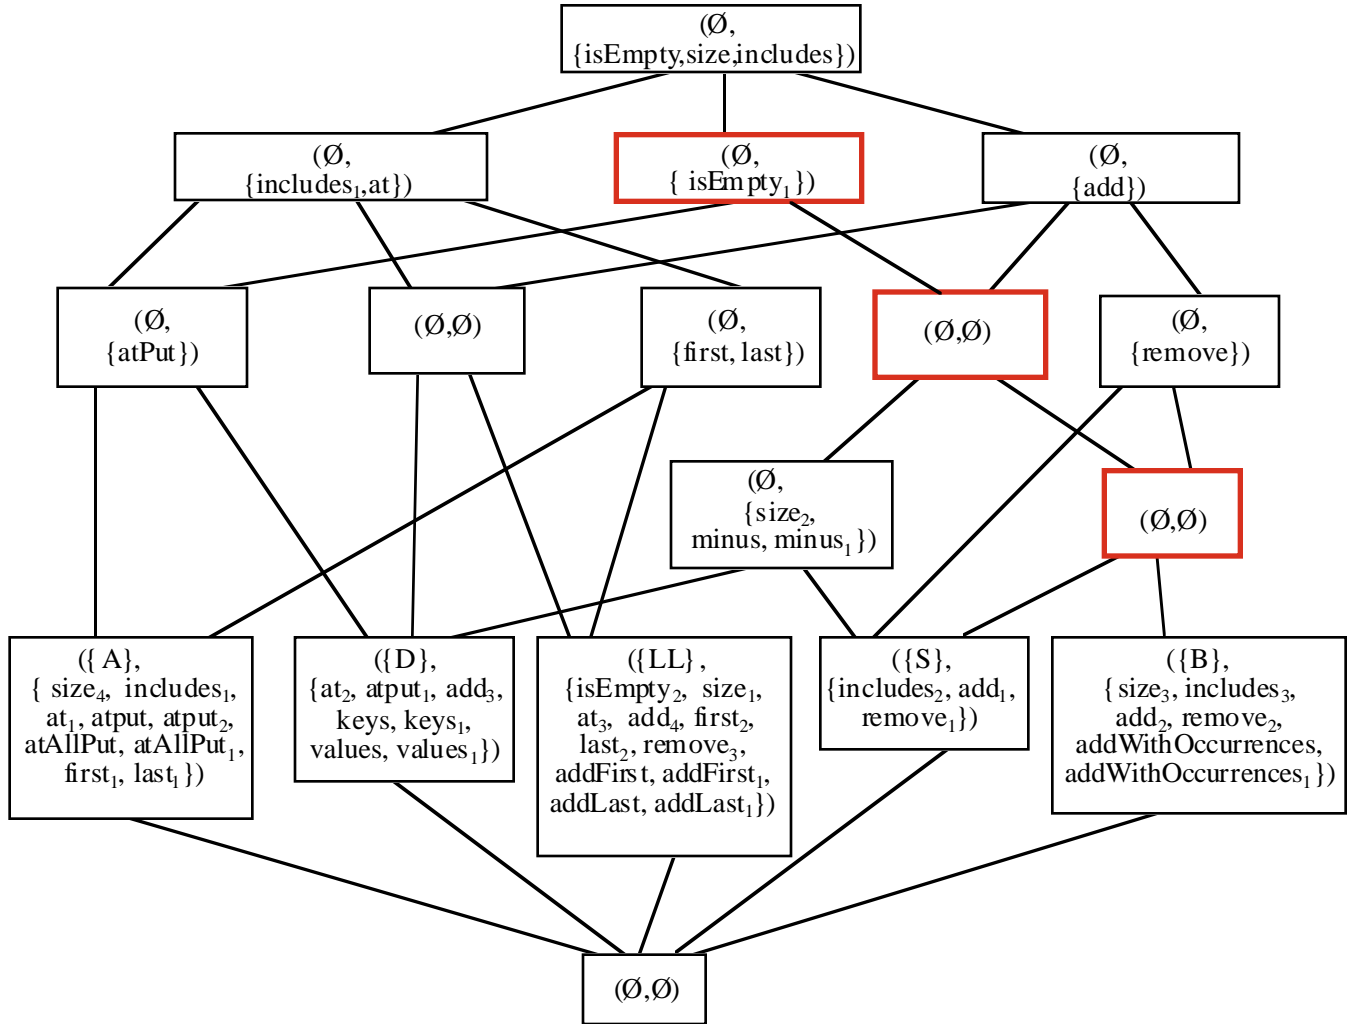 (Ø,
{isEmpty,size,includes})
(Ø,
{includes₁,at})
(Ø,
{ isEmpty₁})
(Ø,
{add})
(Ø,
{atPut})
(Ø,Ø)
(Ø,
{first, last})
(Ø,Ø)
(Ø,
{remove})
(Ø,
{size₂,
minus, minus₁})
(Ø,Ø)
({A},
{ size₄, includes₁,
at₁, atput, atput₂,
atAllPut, atAllPut₁,
first₁, last₁})
({D},
{at₂, atput₁, add₃,
keys, keys₁,
values, values₁})
({LL},
{isEmpty₂, size₁,
at₃, add₄, first₂,
last₂, remove₃,
addFirst, addFirst₁,
addLast, addLast₁})
({S},
{includes₂, add₁,
remove₁})
({B},
{ size₃, includes₃,
add₂, remove₂,
addWithOccurrences,
addWithOccurrences₁})
(Ø,Ø)